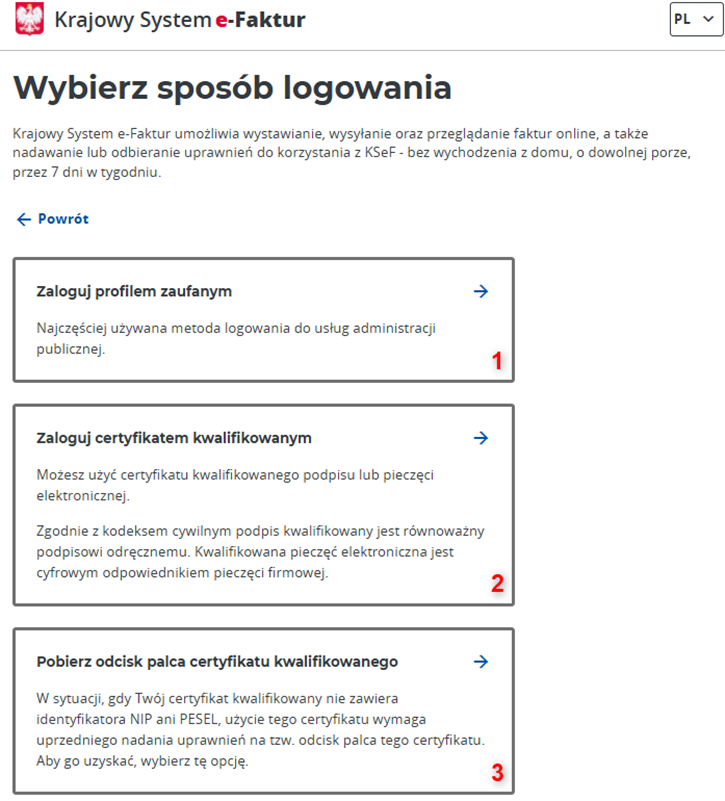 Krajowy System e-Faktur
PL
Wybierz sposób logowania
Krajowy System e-Faktur umożliwia wystawianie, wysyłanie oraz przeglądanie faktur online, a także
nadawanie lub odbieranie uprawnień do korzystania z KSeF - bez wychodzenia z domu, o dowolnej porze,
przez 7 dni w tygodniu.
Powrót
Zaloguj profilem zaufanym
Najczęściej używana metoda logowania do usług administracji
publicznej.
1
Zaloguj certyfikatem kwalifikowanym
Możesz użyć certyfikatu kwalifikowanego podpisu lub pieczęci
elektronicznej.
Zgodnie z kodeksem cywilnym podpis kwalifikowany jest równoważny
podpisowi odręcznemu. Kwalifikowana pieczęć elektroniczna jest
cyfrowym odpowiednikiem pieczęci firmowej.
2
Pobierz odcisk palca certyfikatu kwalifikowanego
W sytuacji, gdy Twój certyfikat kwalifikowany nie zawiera
identyfikatora NIP ani PESEL, użycie tego certyfikatu wymaga
uprzedniego nadania uprawnień na tzw. odcisk palca tego certyfikatu.
Aby go uzyskać, wybierz tę opcję.
3